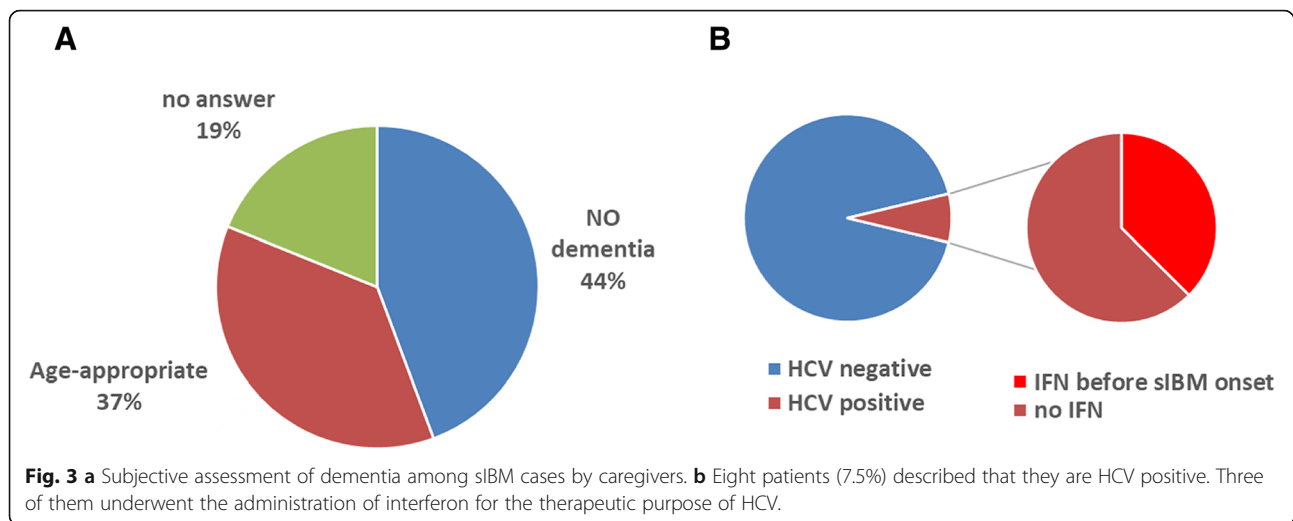 A
no answer
19%
NO
dementia
44%
Age-appropriate
37%
B
HCV negative
HCV positive
IFN before sIBM onset
no IFN
Fig. 3 a Subjective assessment of dementia among sIBM cases by caregivers. b Eight patients (7.5%) described that they are HCV positive. Three
of them underwent the administration of interferon for the therapeutic purpose of HCV.